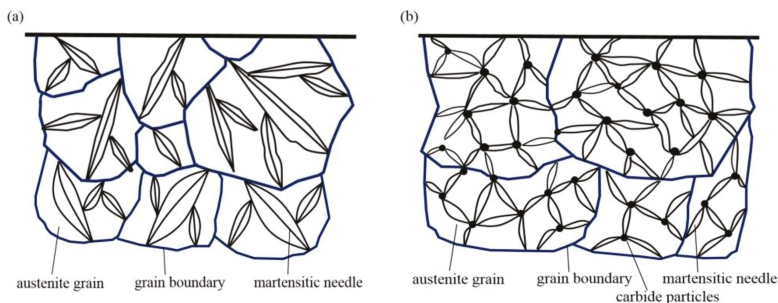 (a)
(b)
austenite grain
grain boundary
martensitic needle
austenite grain
grain boundary
martensitic needle
carbide particles